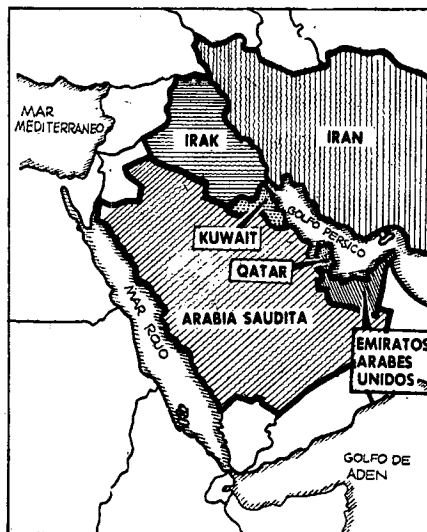 MAR
MEDITERRANEO
IRAK
IRAN
KUWAIT
GOLFO PERSICO
QATAR
MAR ROJO
ARABIA SAUDITA
EMIRATOS
ARABES
UNIDOS
GOLFO DE
ADEN